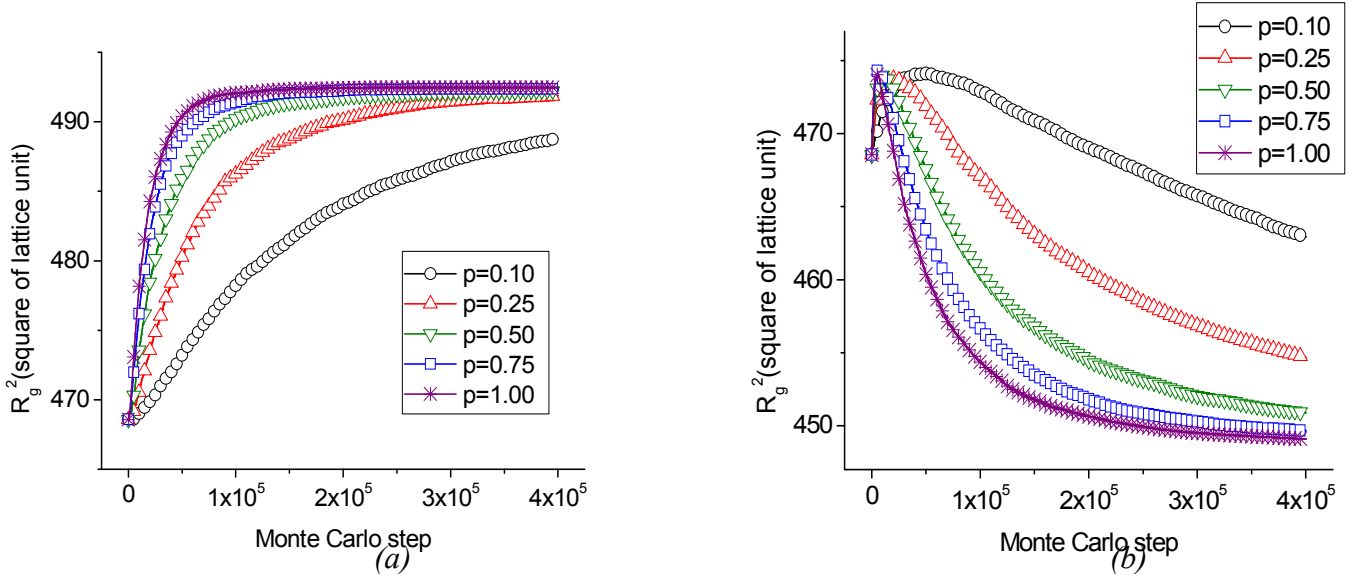 R_g^2(square of lattice unit)
490
480
470
p=0.10
p=0.25
p=0.50
p=0.75
p=1.00
0
1x10^5
2x10^5
3x10^5
4x10^5
Monte Carlo step
(a)
R_g^2(square of lattice unit)
470
460
450
p=0.10
p=0.25
p=0.50
p=0.75
p=1.00
0
1x10^5
2x10^5
3x10^5
4x10^5
Monte Carlo step
(b)